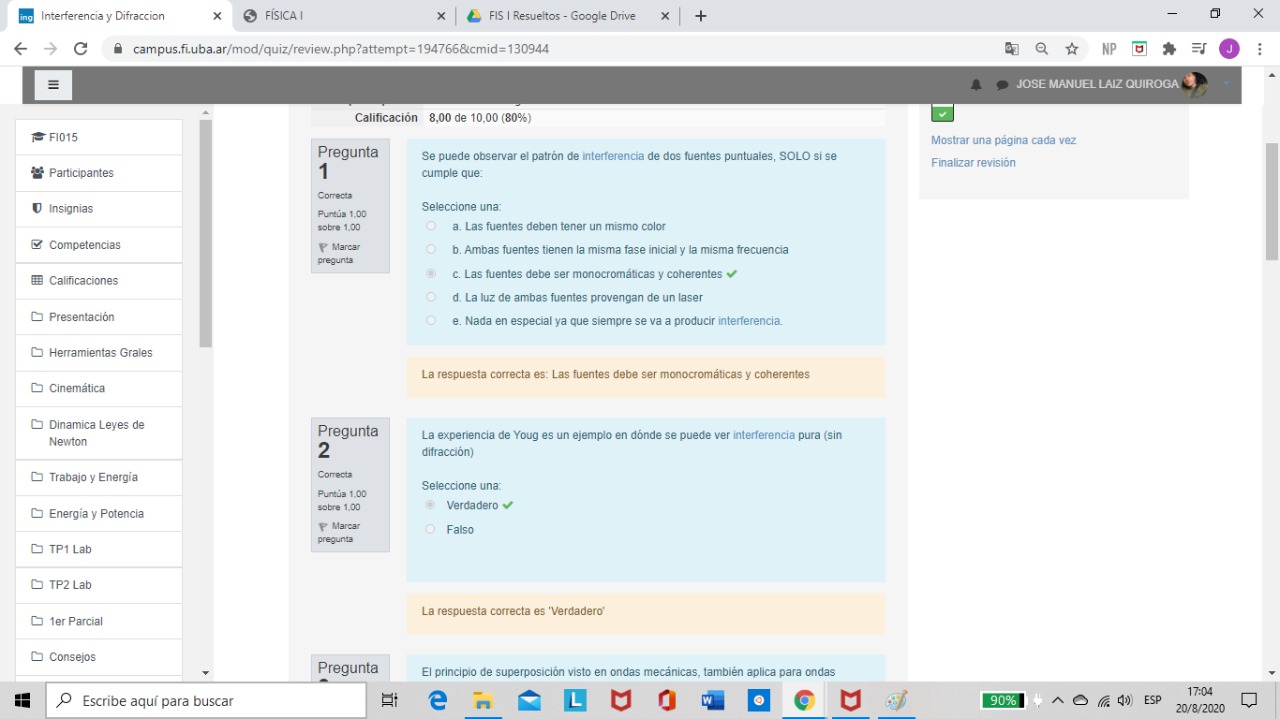 Interferencia y Difraccion
FÍSICA I
FIS I Resueltos - Google Drive
campus.fi.uba.ar/mod/quiz/review.php?attempt=194766&cmid=130944
NP
J
JOSE MANUEL LAIZ QUIROGA
FI015
Participantes
Insignias
Competencias
Calificaciones
Presentación
Herramientas Grales
Cinemática
Dinamica Leyes de
Newton
Trabajo y Energía
Energía y Potencia
TP1 Lab
TP2 Lab
1er Parcial
Consejos
Calificación 8,00 de 10,00 (80%)
Mostrar una página cada vez
Finalizar revisión
Pregunta
1
Correcta
Puntúa 1,00
sobre 1,00
Marcar
pregunta
Se puede observar el patrón de interferencia de dos fuentes puntuales, SOLO si se
cumple que:
Seleccione una:
a. Las fuentes deben tener un mismo color
b. Ambas fuentes tienen la misma fase inicial y la misma frecuencia
c. Las fuentes debe ser monocromáticas y coherentes
d. La luz de ambas fuentes provengan de un laser
e. Nada en especial ya que siempre se va a producir interferencia.
La respuesta correcta es: Las fuentes debe ser monocromáticas y coherentes
Pregunta
2
Correcta
Puntúa 1,00
sobre 1,00
Marcar
pregunta
La experiencia de Youg es un ejemplo en dónde se puede ver interferencia pura (sin
difracción)
Seleccione una:
Verdadero
Falso
La respuesta correcta es 'Verdadero'
Pregunta
El principio de superposición visto en ondas mecánicas, también aplica para ondas
Escribe aquí para buscar
90%
ESP
17:04
20/8/2020